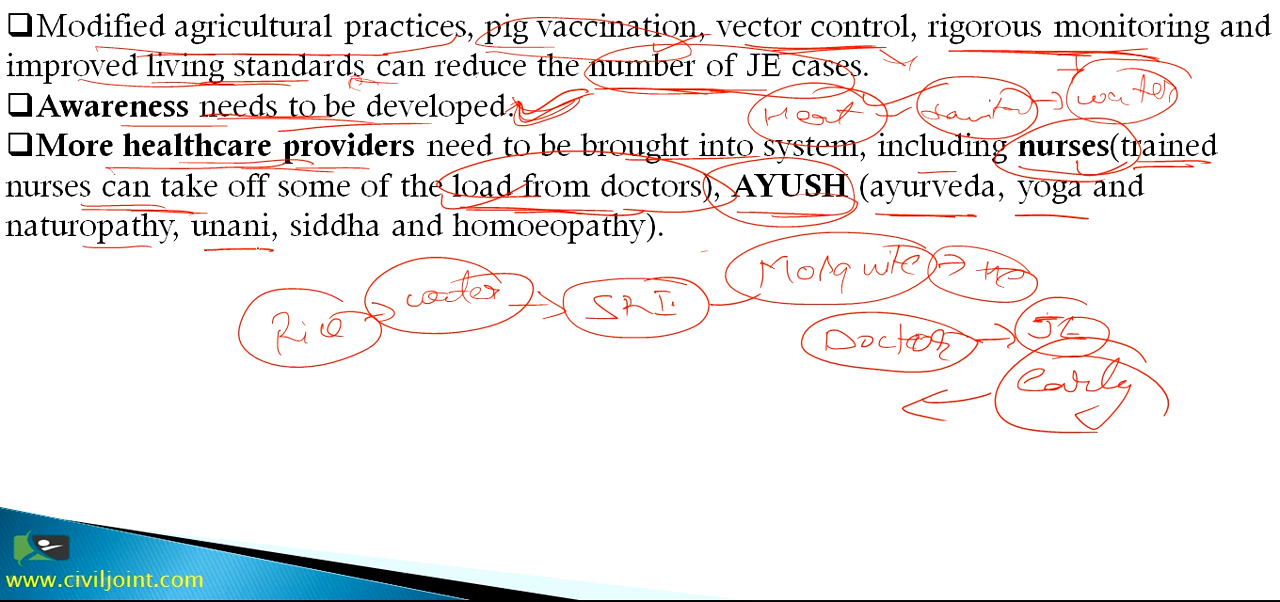 ❑Modified agricultural practices, pig vaccination, vector control, rigorous monitoring and
improved living standards can reduce the number of JE cases.
❑Awareness needs to be developed.
water
❑More healthcare providers need to be brought into system, including nurses(trained
nurses can take off some of the load from doctors), AYUSH (ayurveda, yoga and
naturopathy, unani, siddha and homoeopathy).
Rice water SRI Mosquito
Doctor
early
www.civiljoint.com